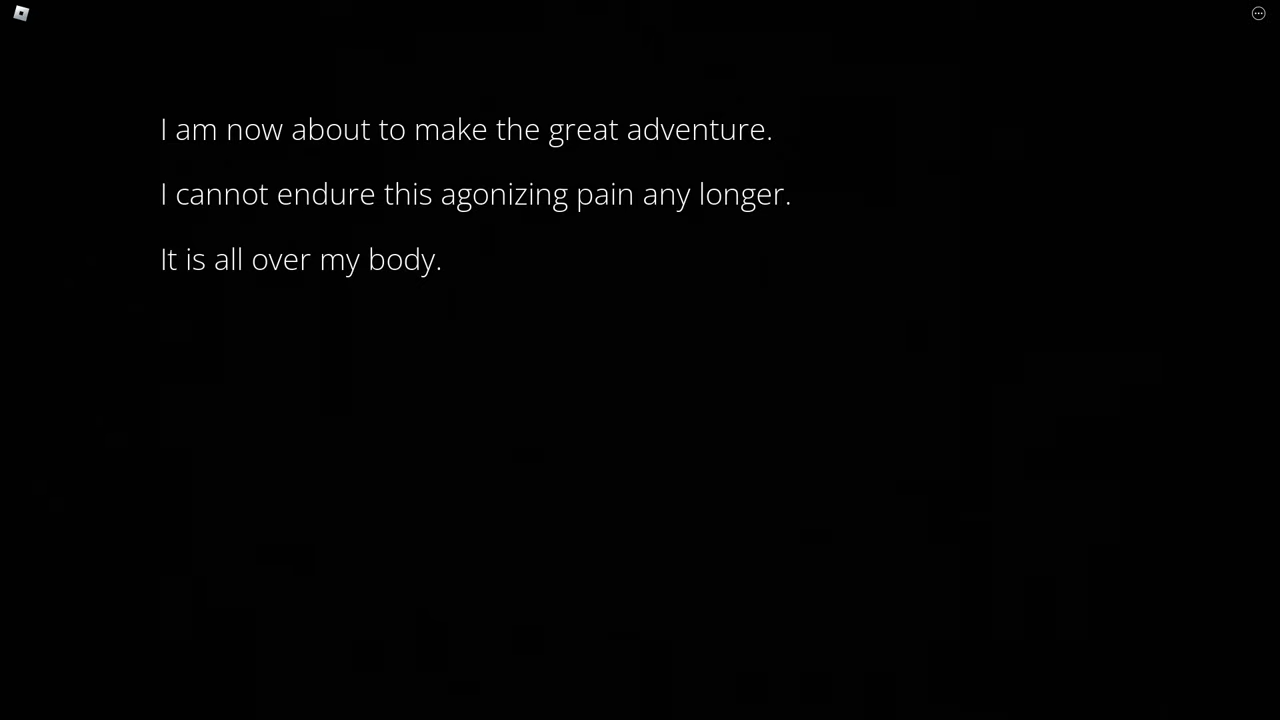 I am now about to make the great adventure.
I cannot endure this agonizing pain any longer.
It is all over my body.